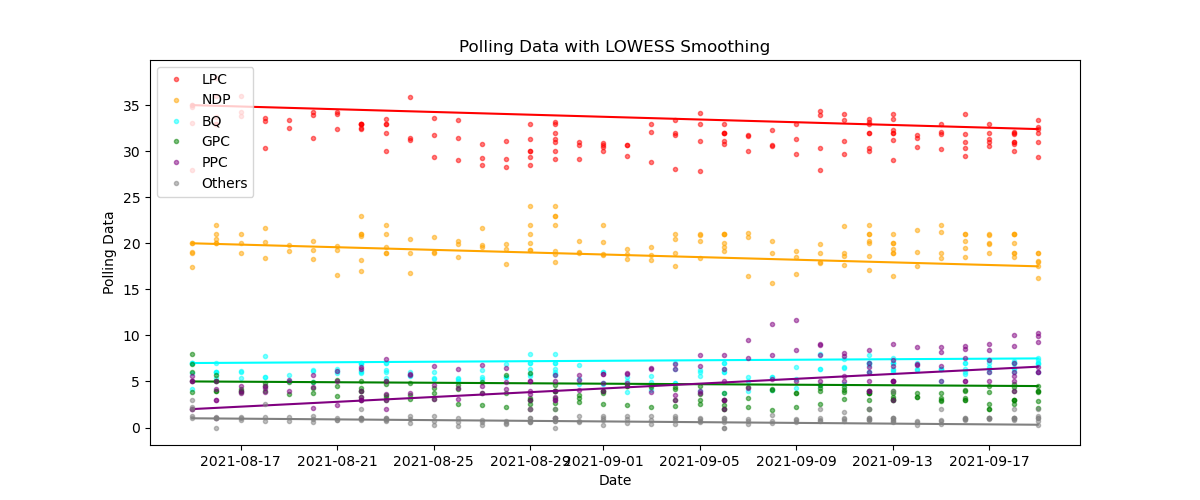 Polling Data with LOWESS Smoothing
LPC
NDP
BQ
GPC
PPC
Others
Polling Data
35
30
25
20
15
10
5
0
2021-08-17 2021-08-21 2021-08-25 2021-08-29 2021-09-01 2021-09-05 2021-09-09 2021-09-13 2021-09-17
Date